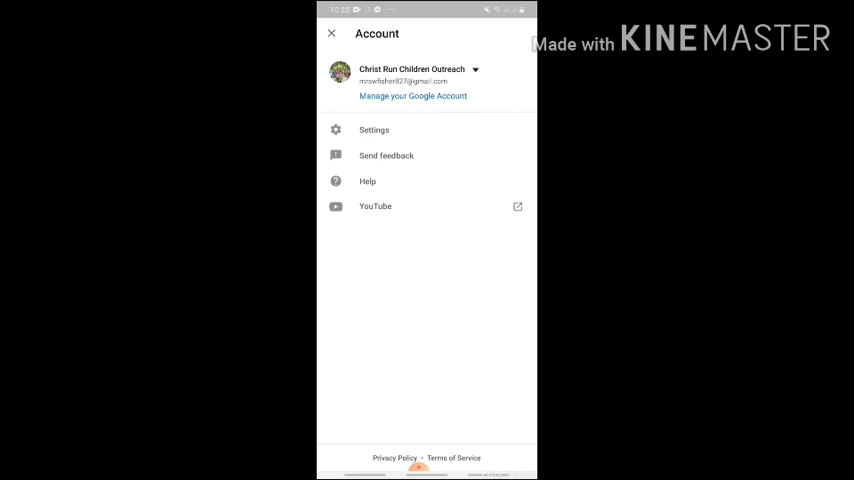 10:25
Made with KINEMASTER
Account
Christ Run Children Outreach
mrswfisher827@gmail.com
Manage your Google Account
Settings
Send feedback
Help
YouTube
Privacy Policy • Terms of Service